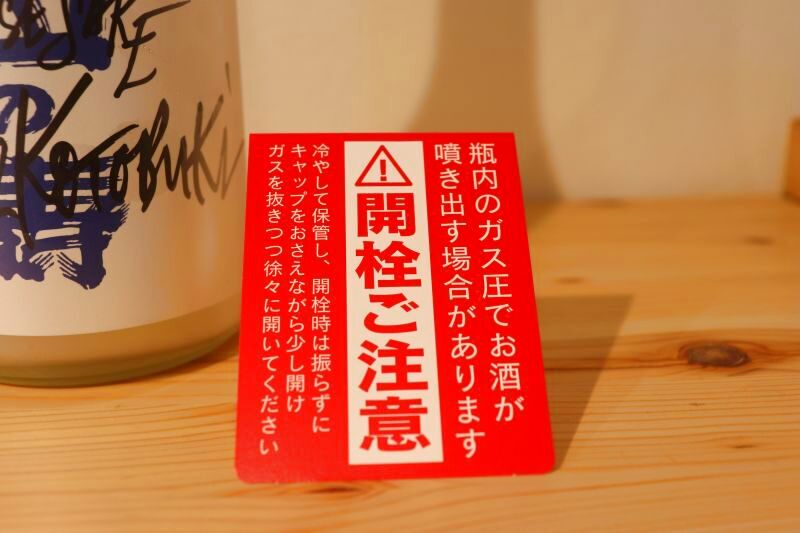 瓶内のガス圧でお酒が
噴き出す場合があります
開栓ご注意
冷やして保管し、開栓時は振らずに
キャップをおさえながら少し開け
ガスを抜きつつ徐々に開いてください
KOTOBUKI